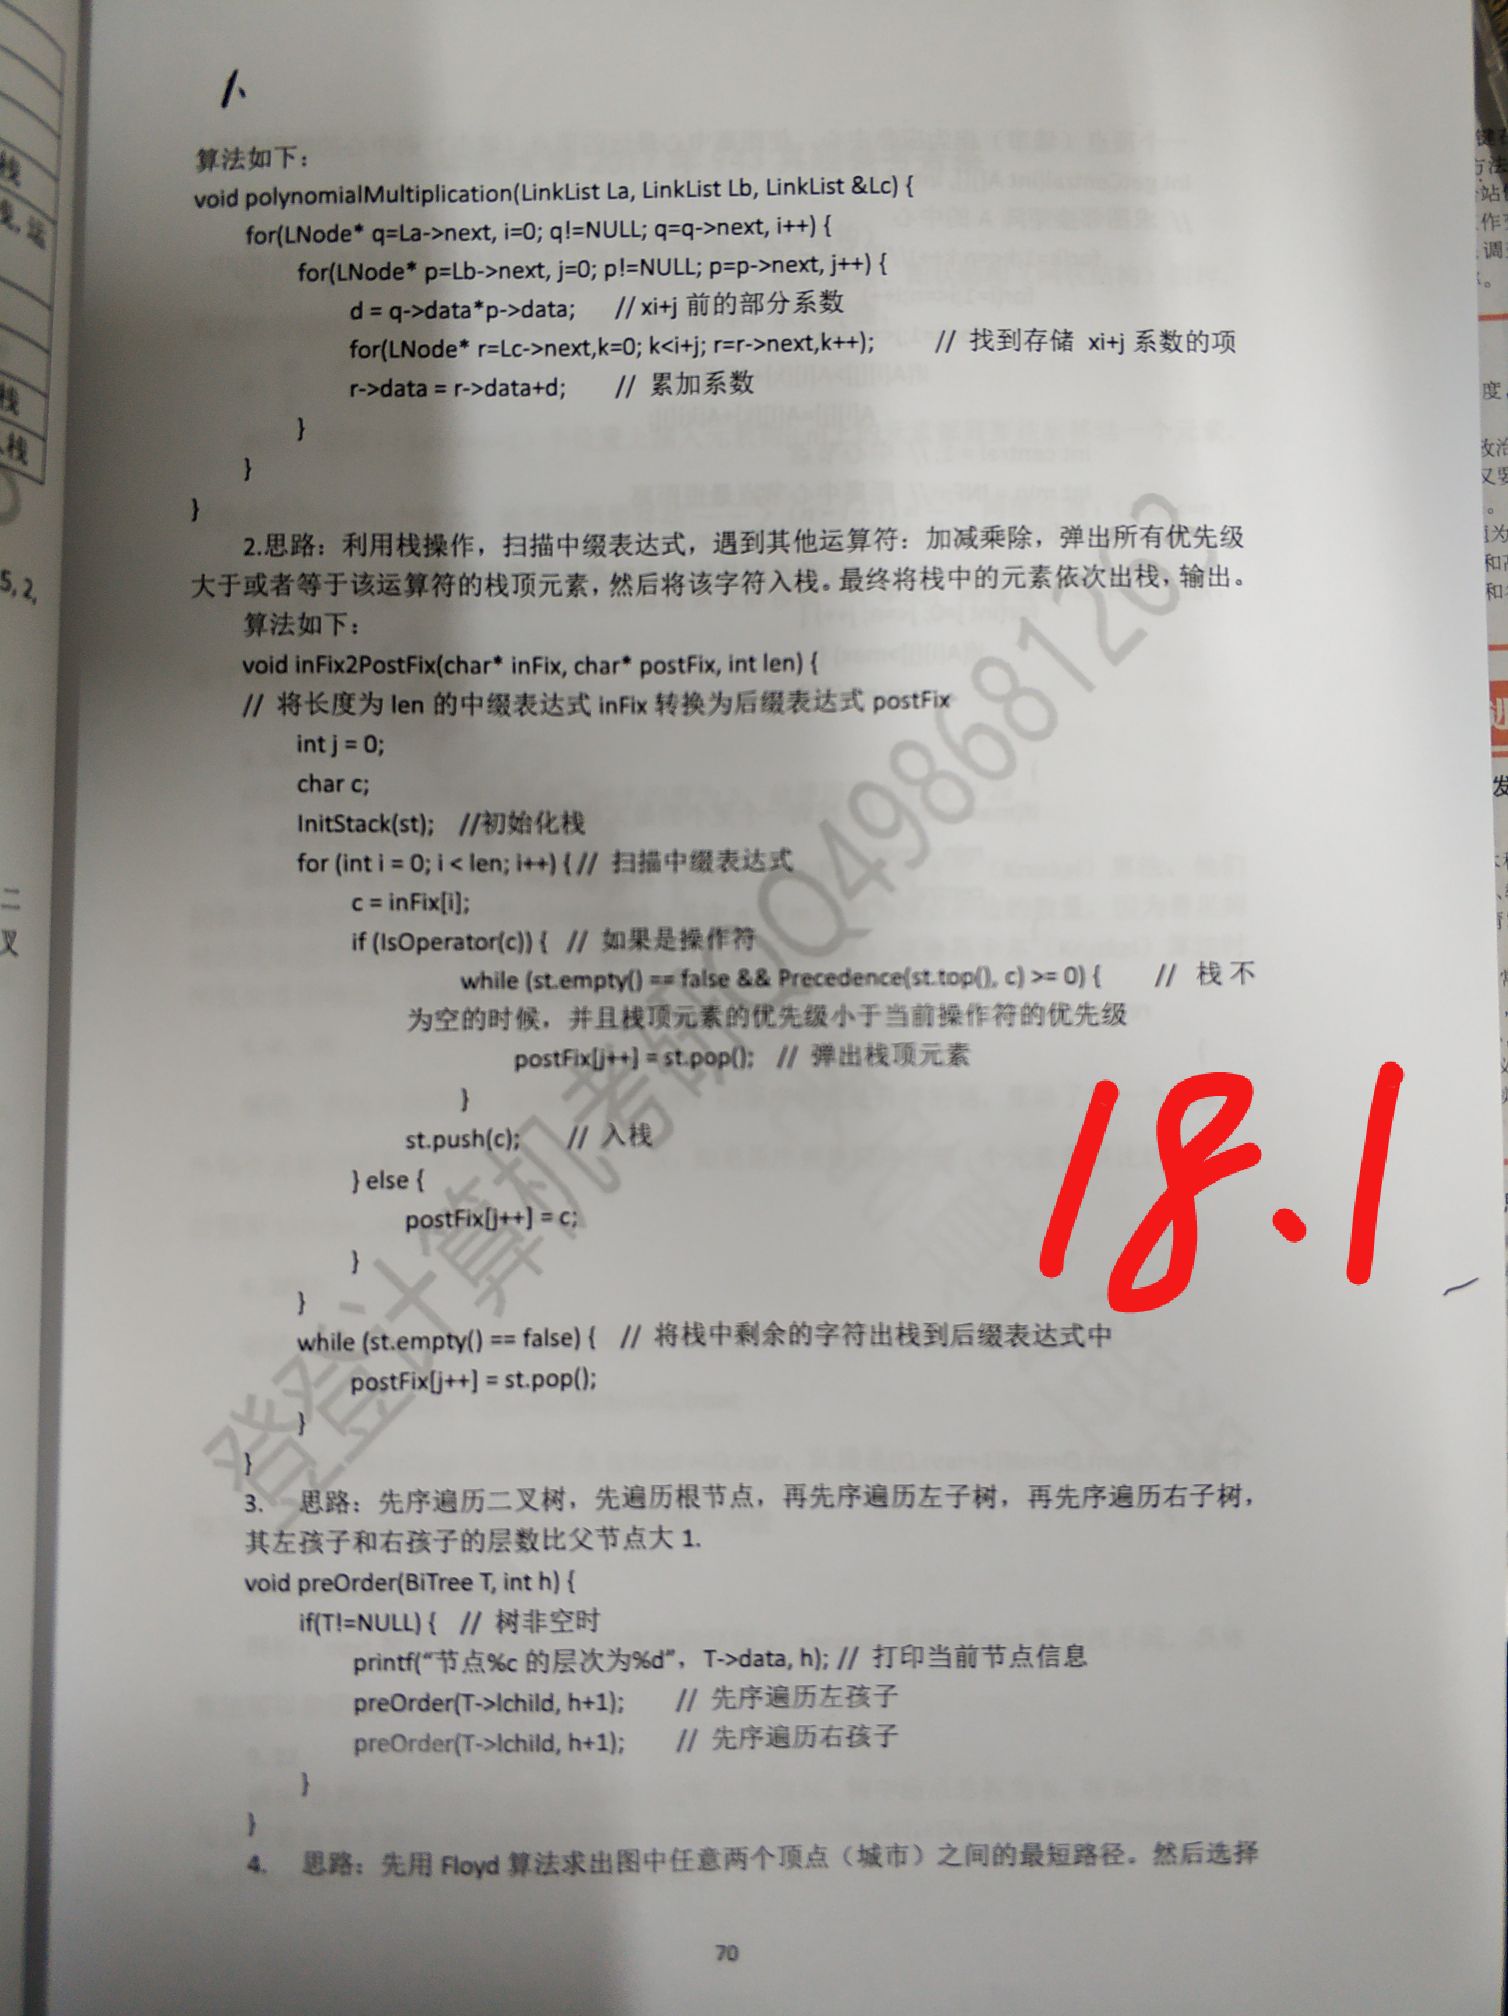 1、
算法如下：
void polynomialMultiplication(LinkList La, LinkList Lb, LinkList &Lc) {
for(LNode* q=La->next, i=0; q!=NULL; q=q->next, i++) {
for(LNode* p=Lb->next, j=0; p!=NULL; p=p->next, j++) {
d = q->data*p->data; // xi+j 前的部分系数
for(LNode* r=Lc->next,k=0; k<i+j; r=r->next,k++); // 找到存储 xi+j 系数的项
r->data = r->data+d; // 累加系数
}
}
}
2.思路：利用栈操作，扫描中缀表达式，遇到其他运算符：加减乘除，弹出所有优先级
大于或者等于该运算符的栈顶元素，然后将该字符入栈。最终将栈中的元素依次出栈，输出。
算法如下：
void inFix2PostFix(char* inFix, char* postFix, int len) {
// 将长度为 len 的中缀表达式 inFix 转换为后缀表达式 postFix
int j = 0;
char c;
InitStack(st); //初始化栈
for (int i = 0; i < len; i++) { // 扫描中缀表达式
c = inFix[i];
if (IsOperator(c)) { // 如果是操作符
while (st.empty() == false && Precedence(st.top(), c) >= 0) { // 栈 不
为空的时候，并且栈顶元素的优先级小于当前操作符的优先级
postFix[j++] = st.pop(); // 弹出栈顶元素
}
st.push(c); // 入栈
} else {
postFix[j++] = c;
}
}
while (st.empty() == false) { // 将栈中剩余的字符出栈到后缀表达式中
postFix[j++] = st.pop();
}
}
3. 思路：先序遍历二叉树，先遍历根节点，再先序遍历左子树，再先序遍历右子树，
其左孩子和右孩子的层数比父节点大 1.
void preOrder(BiTree T, int h) {
if(T!=NULL) { // 树非空时
printf(“节点%c 的层次为%d”，T->data, h); // 打印当前节点信息
preOrder(T->lchild, h+1); // 先序遍历左孩子
preOrder(T->lchild, h+1); // 先序遍历右孩子
}
}
4. 思路：先用 Floyd 算法求出图中任意两个顶点（城市）之间的最短路径。然后选择
70
18.1
登登计算机考研QQ498681263